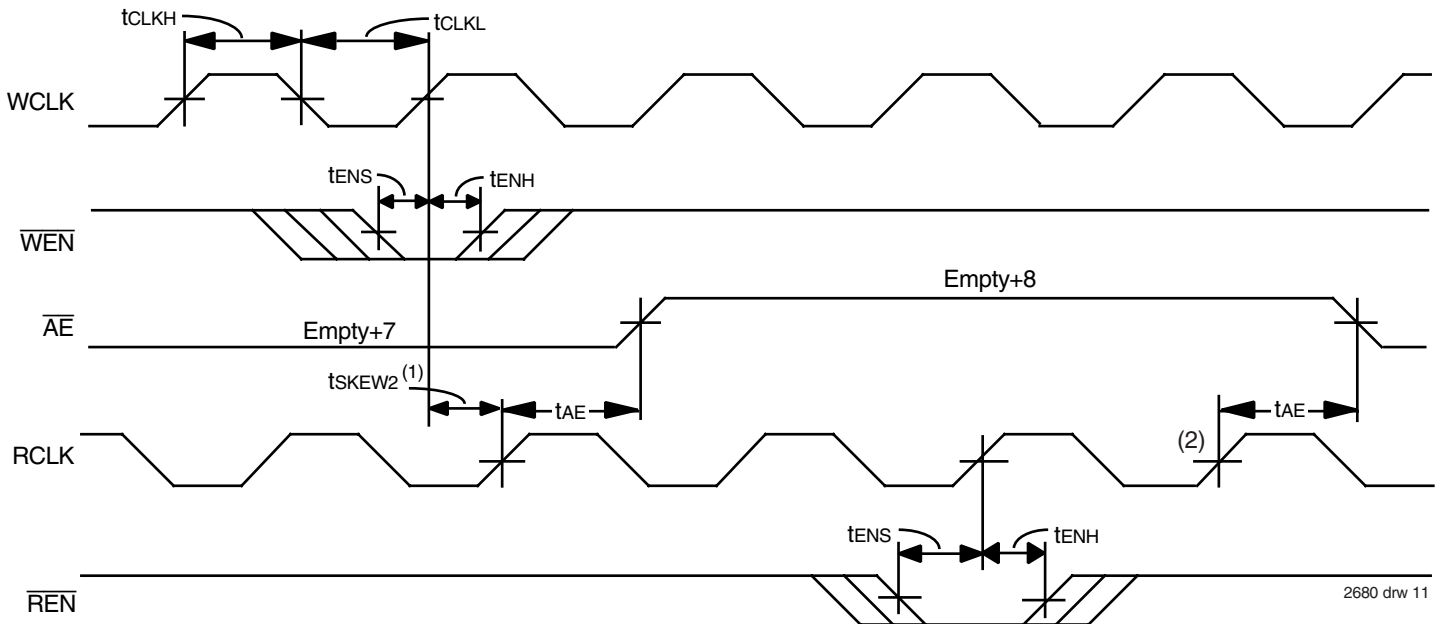 tCLKH
tCLKL
WCLK
tENS
tENH
WEN
Empty+8
AE
Empty+7
tSKEW2 (1)
tAE
tAE
RCLK
(2)
tENS
tENH
REN
2680 drw 11